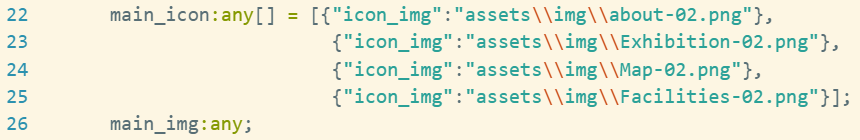 22 main_icon:any[] = [{"icon_img":"assets\\img\\about-02.png"},
23 {"icon_img":"assets\\img\\Exhibition-02.png"},
24 {"icon_img":"assets\\img\\Map-02.png"},
25 {"icon_img":"assets\\img\\Facilities-02.png"}];
26 main_img:any;